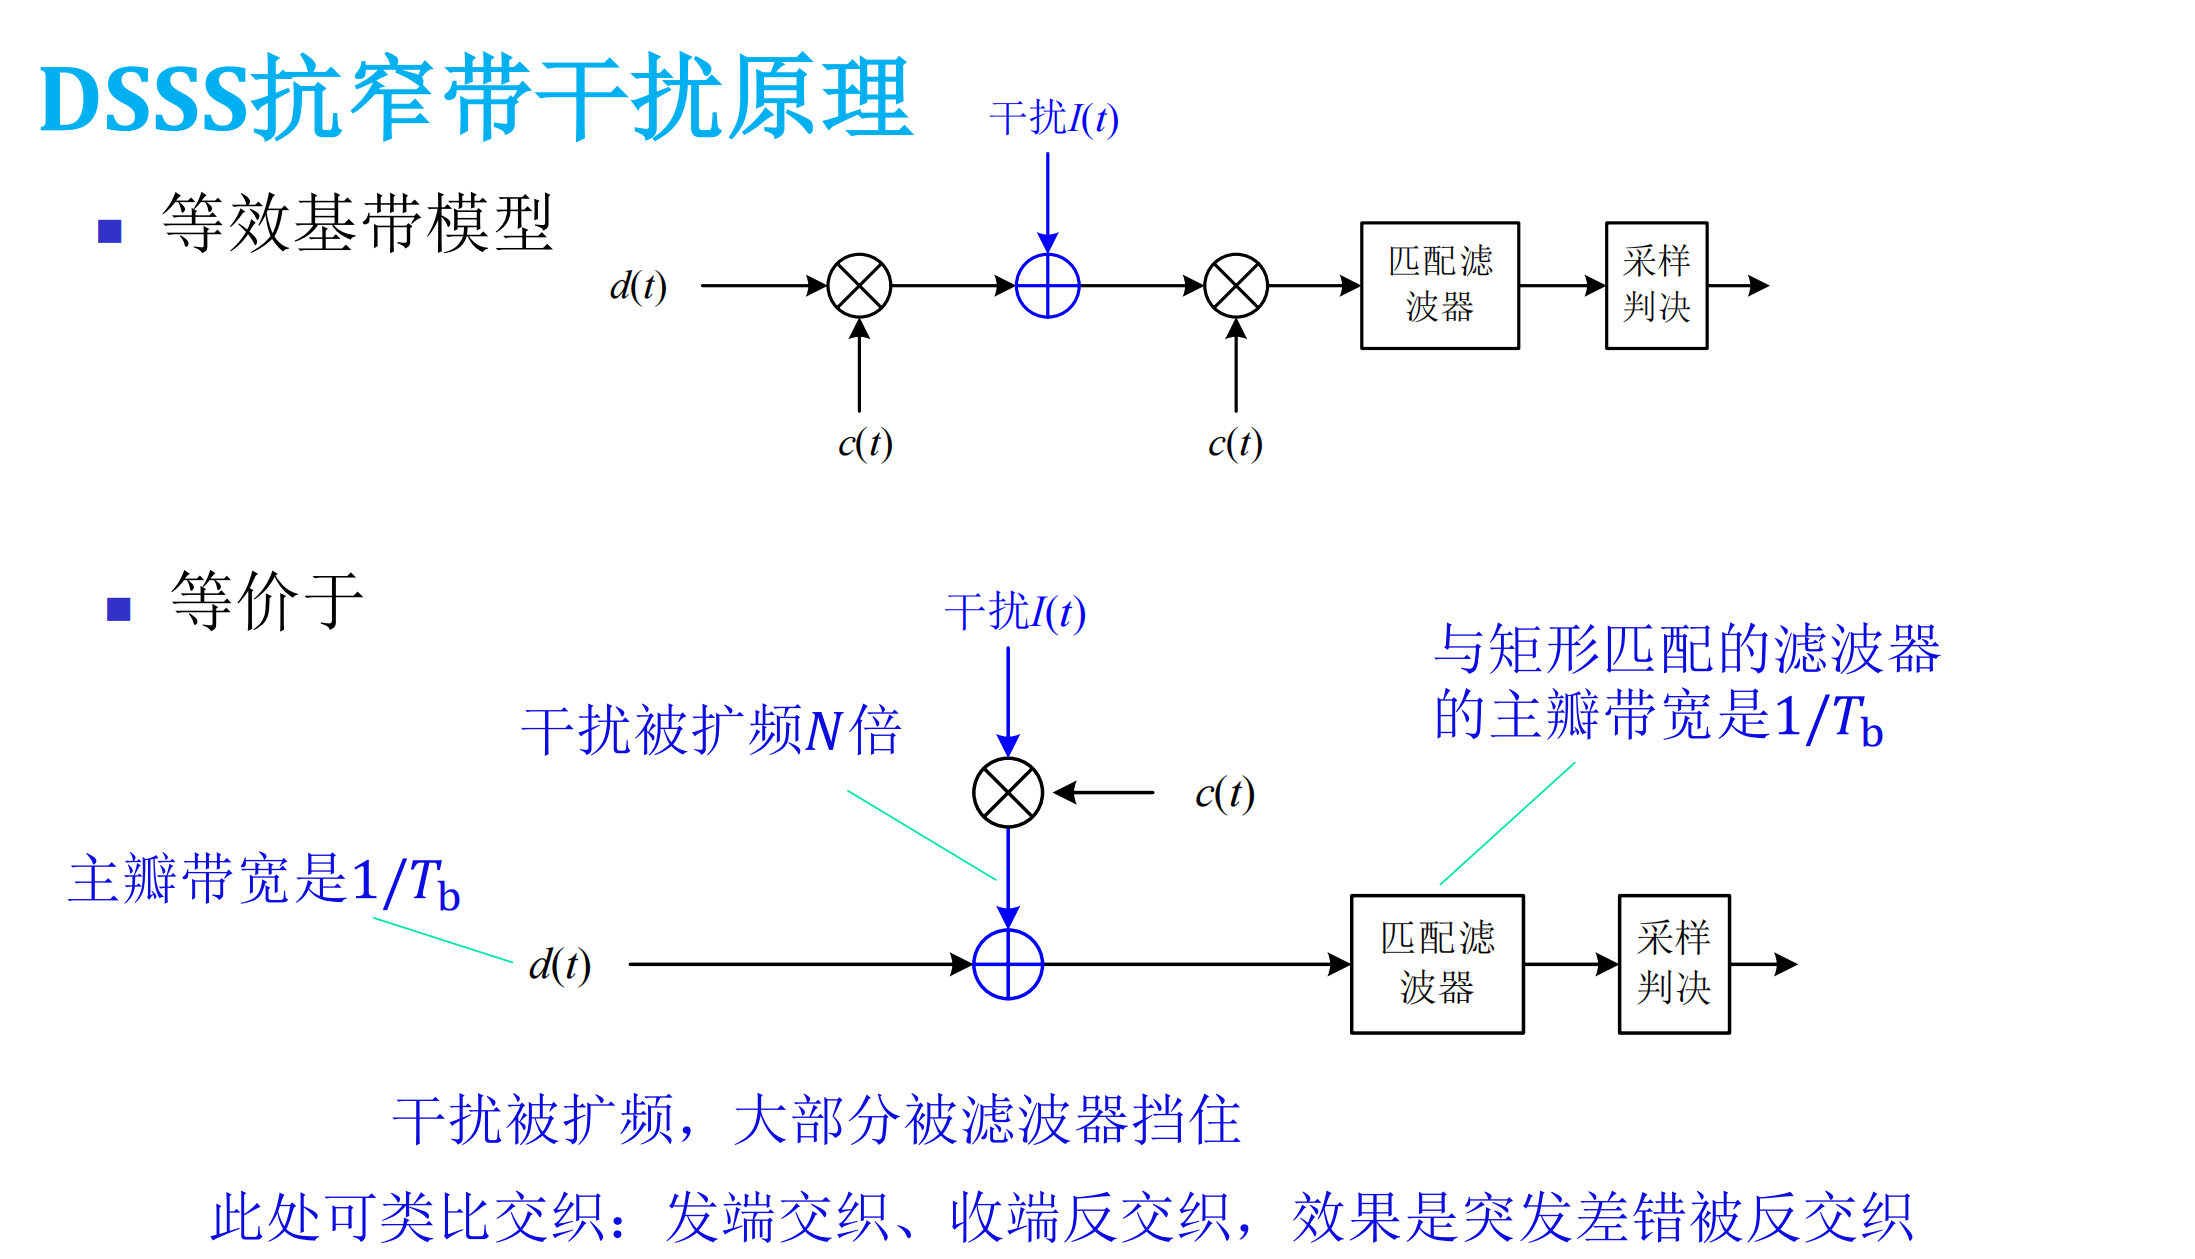 DSSS抗窄带干扰原理
干扰I(t)
■ 等效基带模型
d(t)
匹配滤
波器
采样
判决
c(t)
c(t)
■ 等价于
干扰I(t)
与矩形匹配的滤波器
的主瓣带宽是1/Tb
干扰被扩频N倍
c(t)
主瓣带宽是1/Tb
d(t)
匹配滤
波器
采样
判决
干扰被扩频，大部分被滤波器挡住
此处可类比交织：发端交织、收端反交织，效果是突发差错被反交织